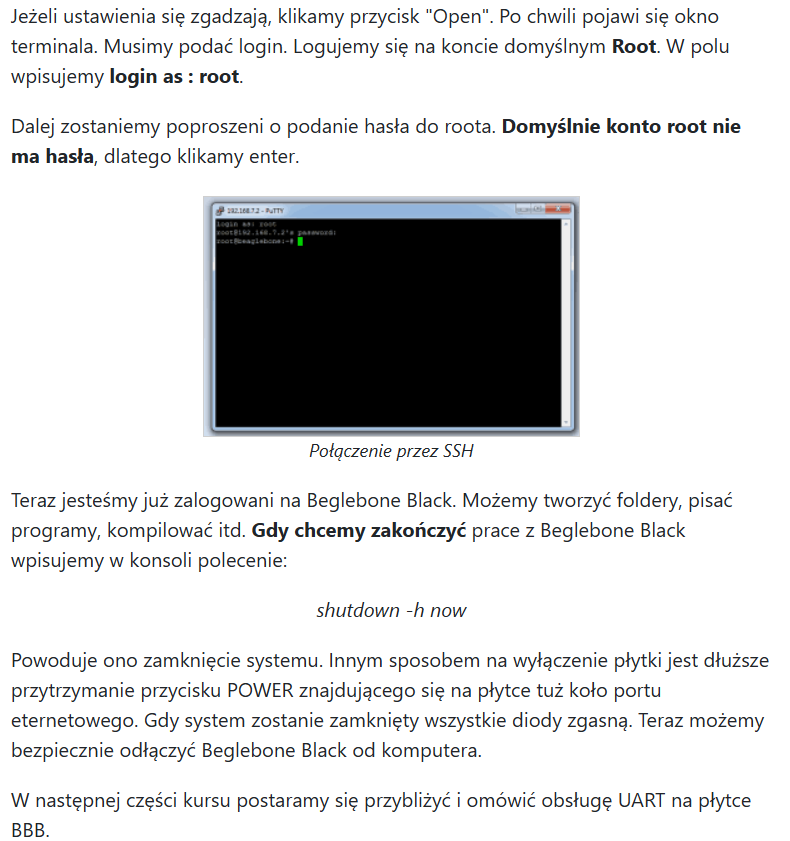 Jeżeli ustawienia się zgadzają, klikamy przycisk "Open". Po chwili pojawi się okno
terminala. Musimy podać login. Logujemy się na koncie domyślnym Root. W polu
wpisujemy login as : root.
Dalej zostaniemy poproszeni o podanie hasła do roota. Domyślnie konto root nie
ma hasła, dlatego klikamy enter.
192.168.7.2 - PuTTY
login as: root
root@192.168.7.2's password:
root@beaglebone:~#
Połączenie przez SSH
Teraz jesteśmy już zalogowani na Beglebone Black. Możemy tworzyć foldery, pisać
programy, kompilować itd. Gdy chcemy zakończyć prace z Beglebone Black
wpisujemy w konsoli polecenie:
shutdown -h now
Powoduje ono zamknięcie systemu. Innym sposobem na wyłączenie płytki jest dłuższe
przytrzymanie przycisku POWER znajdującego się na płytce tuż koło portu
eternetowego. Gdy system zostanie zamknięty wszystkie diody zgasną. Teraz możemy
bezpiecznie odłączyć Beglebone Black od komputera.
W następnej części kursu postaramy się przybliżyć i omówić obsługę UART na płytce
BBB.